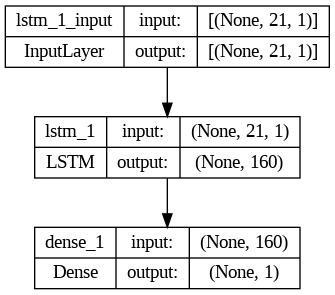 lstm_1_input input: [(None, 21, 1)]
InputLayer output: [(None, 21, 1)]
lstm_1 input: (None, 21, 1)
LSTM output: (None, 160)
dense_1 input: (None, 160)
Dense output: (None, 1)